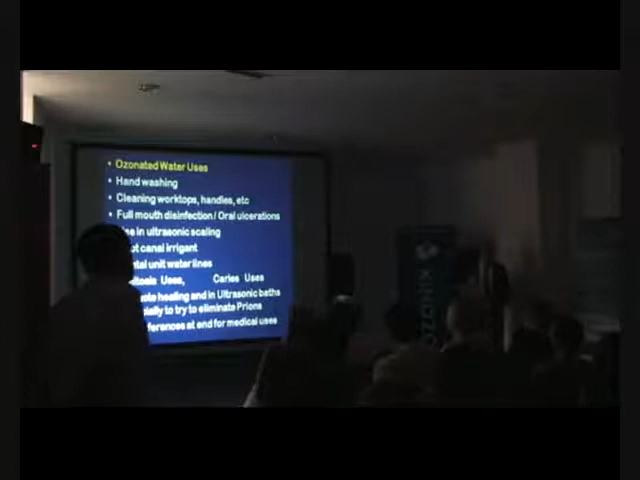 • Ozonated Water Uses
• Hand washing
• Cleaning worktops, handles, etc
• Full mouth disinfection / Oral ulcerations
in ultrasonic scaling
canal irrigant
unit water lines
Uses, Caries Uses
healing and in Ultrasonic baths
to try to eliminate Prions
at end for medical uses
OZONIX